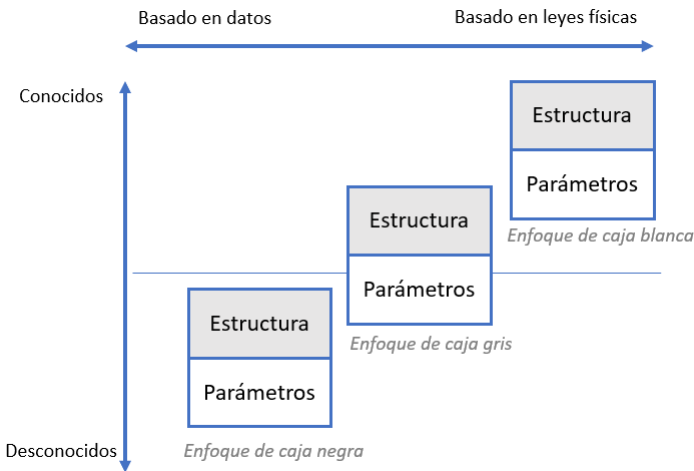 Basado en datos
Basado en leyes físicas
Conocidos
Estructura
Parámetros
Enfoque de caja blanca
Estructura
Parámetros
Enfoque de caja gris
Estructura
Parámetros
Desconocidos
Enfoque de caja negra